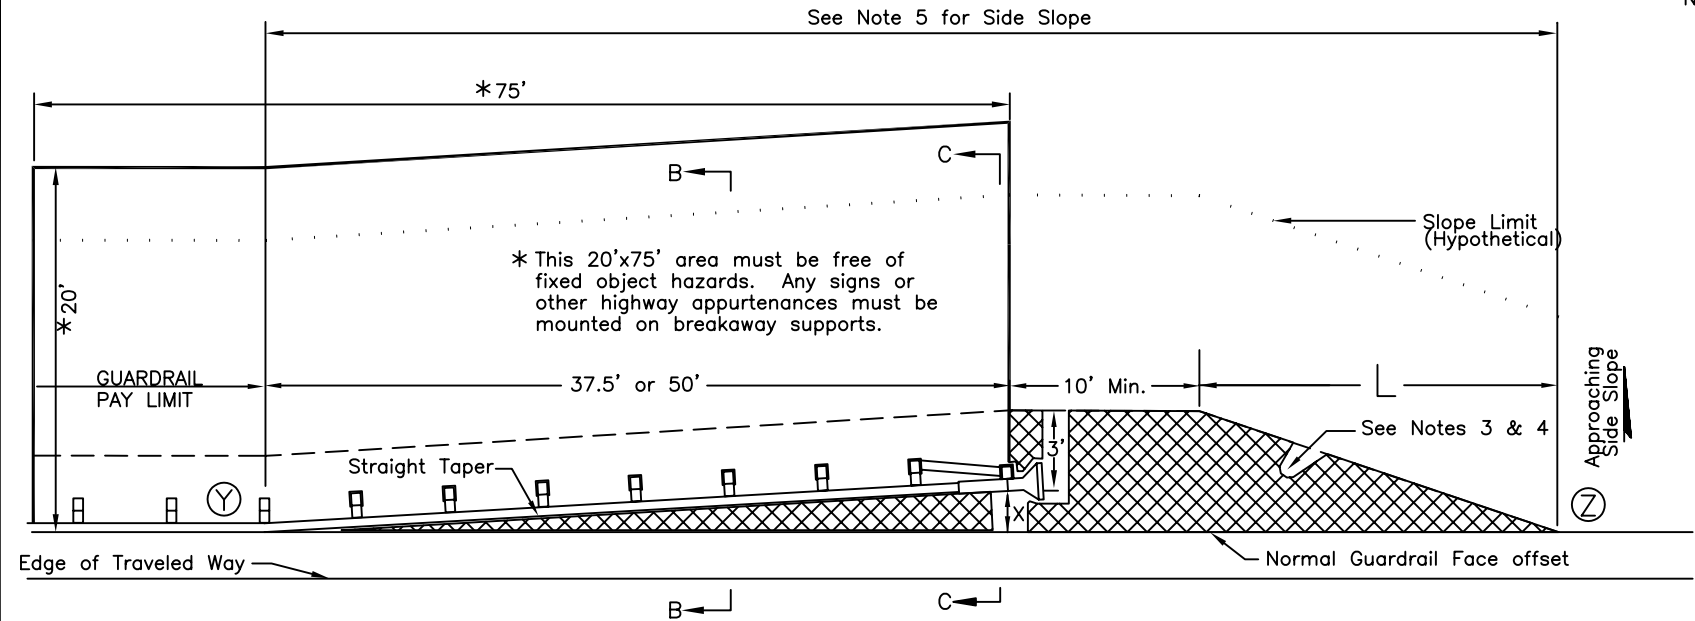 N
See Note 5 for Side Slope
*75'
B
C
Slope Limit
(Hypothetical)
* This 20'x75' area must be free of
fixed object hazards. Any signs or
other highway appurtenances must be
mounted on breakaway supports.
*20'
GUARDRAIL
PAY LIMIT
37.5' or 50'
10' Min.
L
Approaching
Side Slope
See Notes 3 & 4
3'
Straight Taper
Y
X
Z
Edge of Traveled Way
Normal Guardrail Face offset
B
C